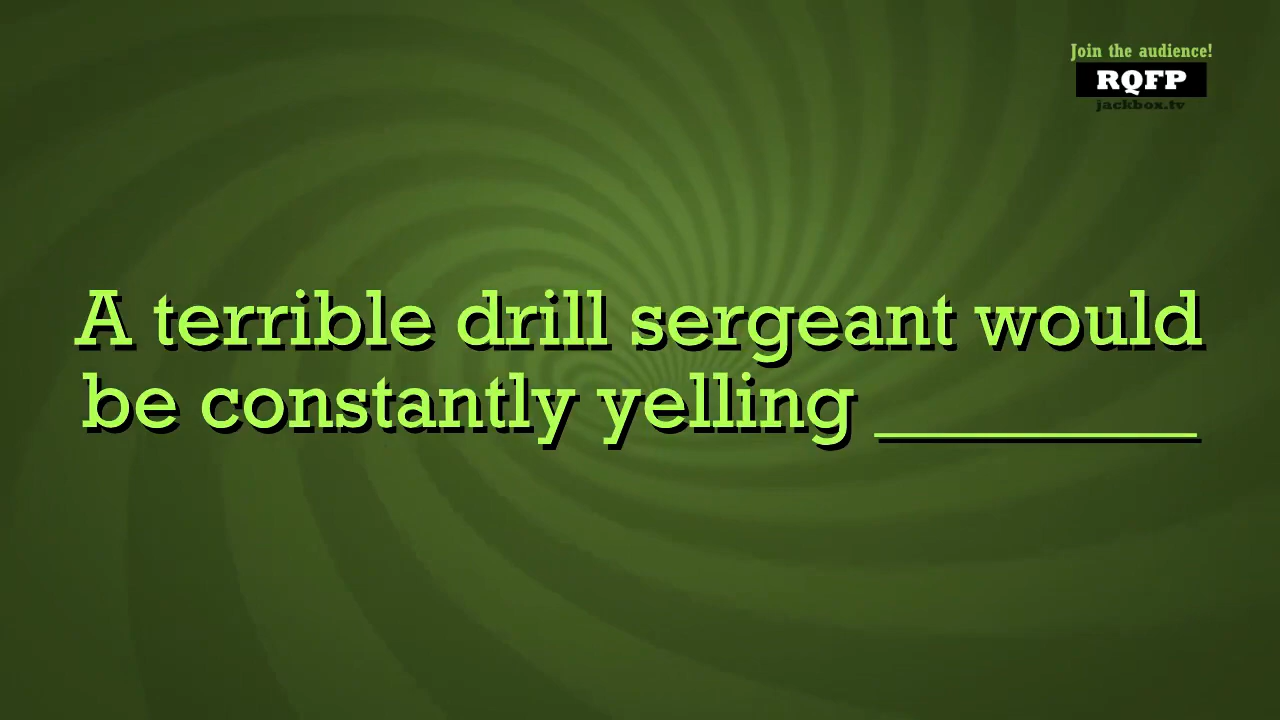 Join the audience!
RQFP
jackbox.tv
A terrible drill sergeant would
be constantly yelling ________